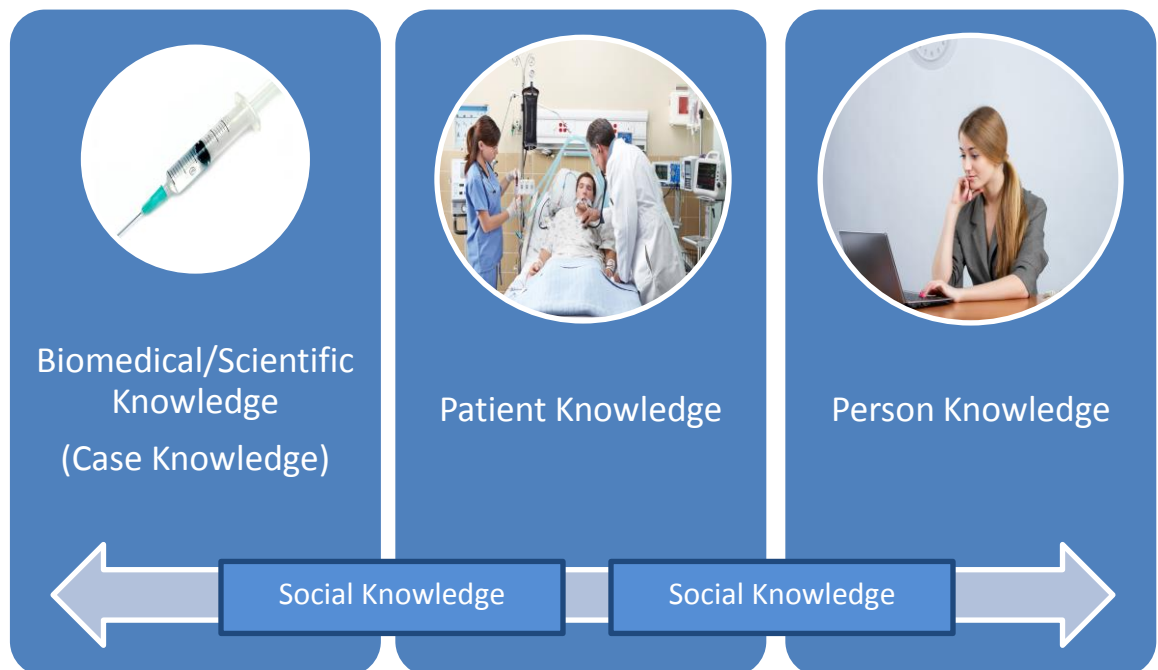 Biomedical/Scientific
Knowledge
(Case Knowledge)
Patient Knowledge
Person Knowledge
Social Knowledge
Social Knowledge